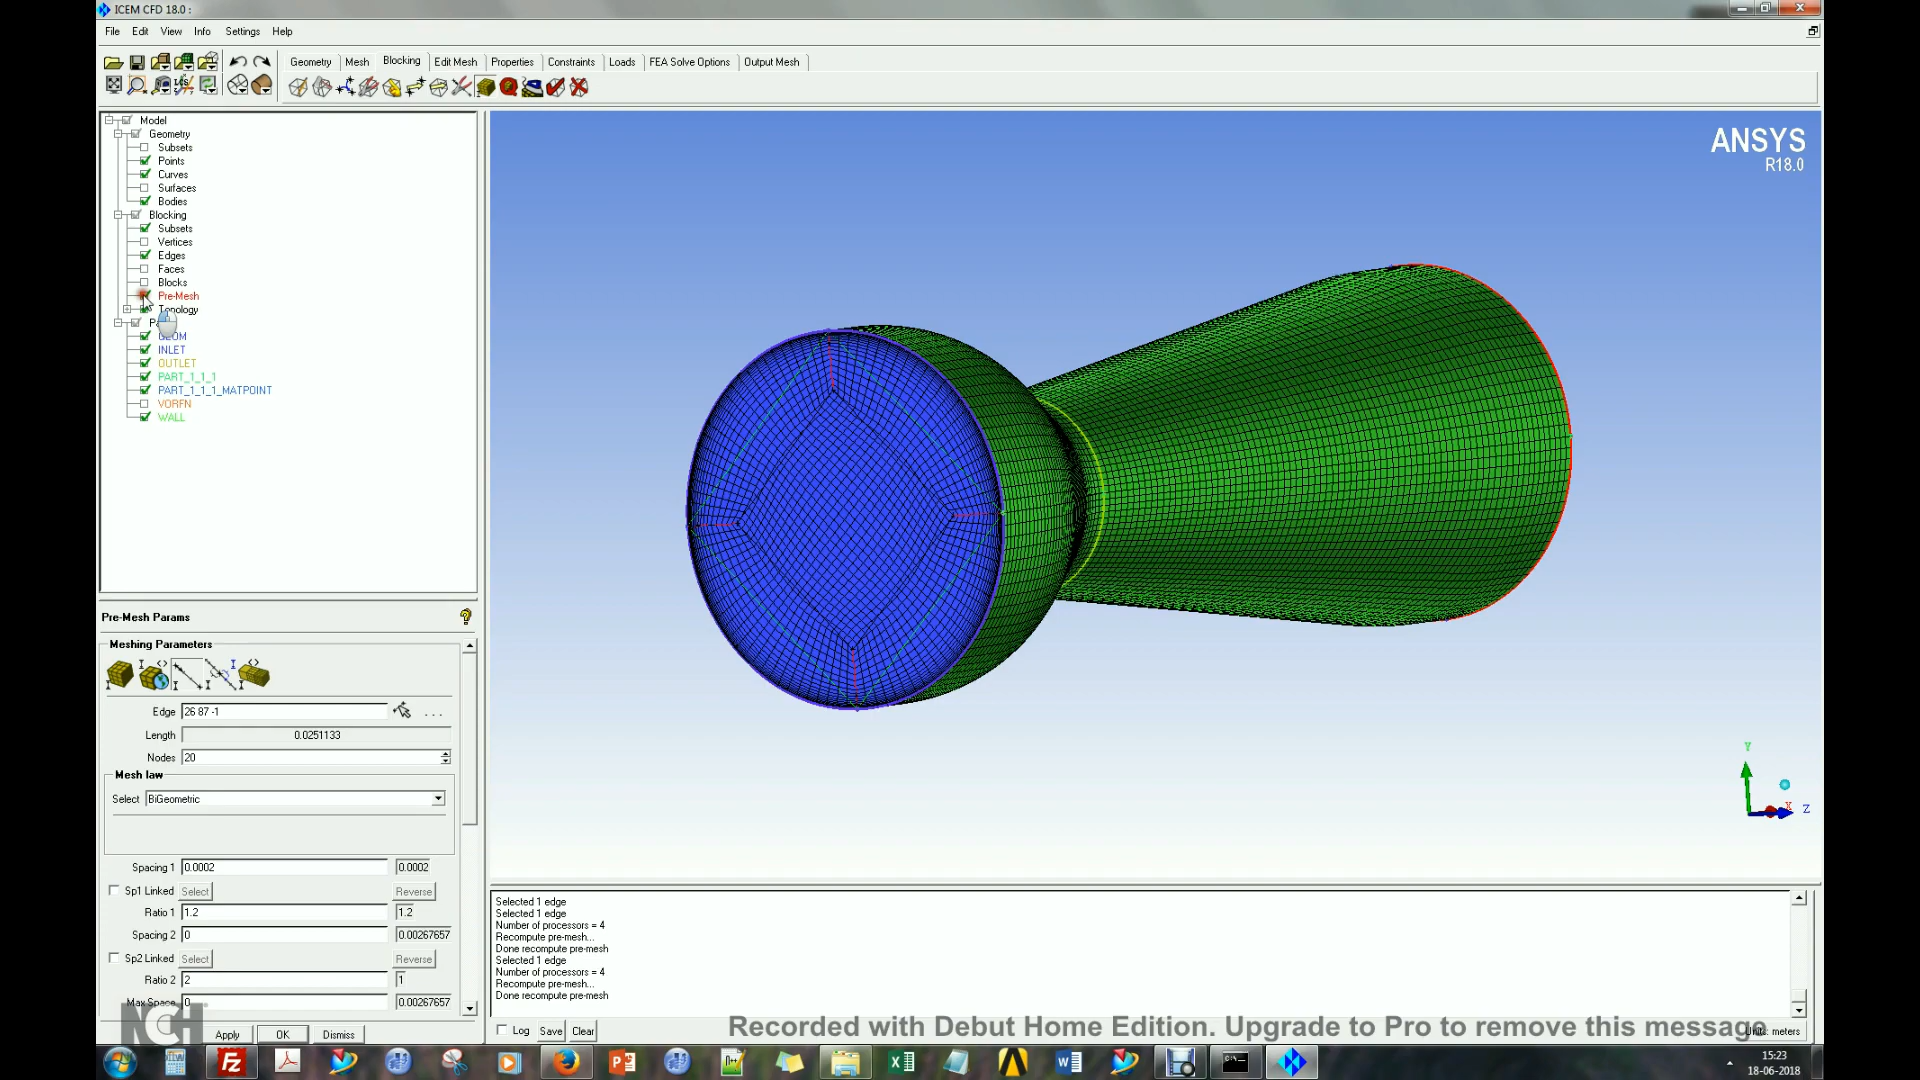 ICEM CFD 18.0 :
File Edit View Info Settings Help
Geometry Mesh Blocking Edit Mesh Properties Constraints Loads FEA Solve Options Output Mesh
Model
Geometry
Subsets
Points
Curves
Surfaces
Bodies
Blocking
Subsets
Vertices
Edges
Faces
Blocks
Pre-Mesh
Topology
GEOM
INLET
OUTLET
PART_1_1_1
PART_1_1_1_MATPOINT
VORFN
WALL
ANSYS
R18.0
Pre-Mesh Params
Meshing Parameters
Edge 26 87 -1
Length 0.0251133
Nodes 20
Mesh law
Select BiGeometric
Spacing 1 0.0002 0.0002
Sp1 Linked Select Reverse
Ratio 1 1.2 1.2
Spacing 2 0 0.00267657
Sp2 Linked Select Reverse
Ratio 2 2 1
Max Space 0 0.00267657
Apply OK Dismiss
Y
X
Z
Selected 1 edge
Selected 1 edge
Number of processors = 4
Recompute pre-mesh...
Done recompute pre-mesh
Selected 1 edge
Number of processors = 4
Recompute pre-mesh...
Done recompute pre-mesh
Log Save Clear
Units: meters
NCH
Recorded with Debut Home Edition. Upgrade to Pro to remove this message
15:23
18-06-2018